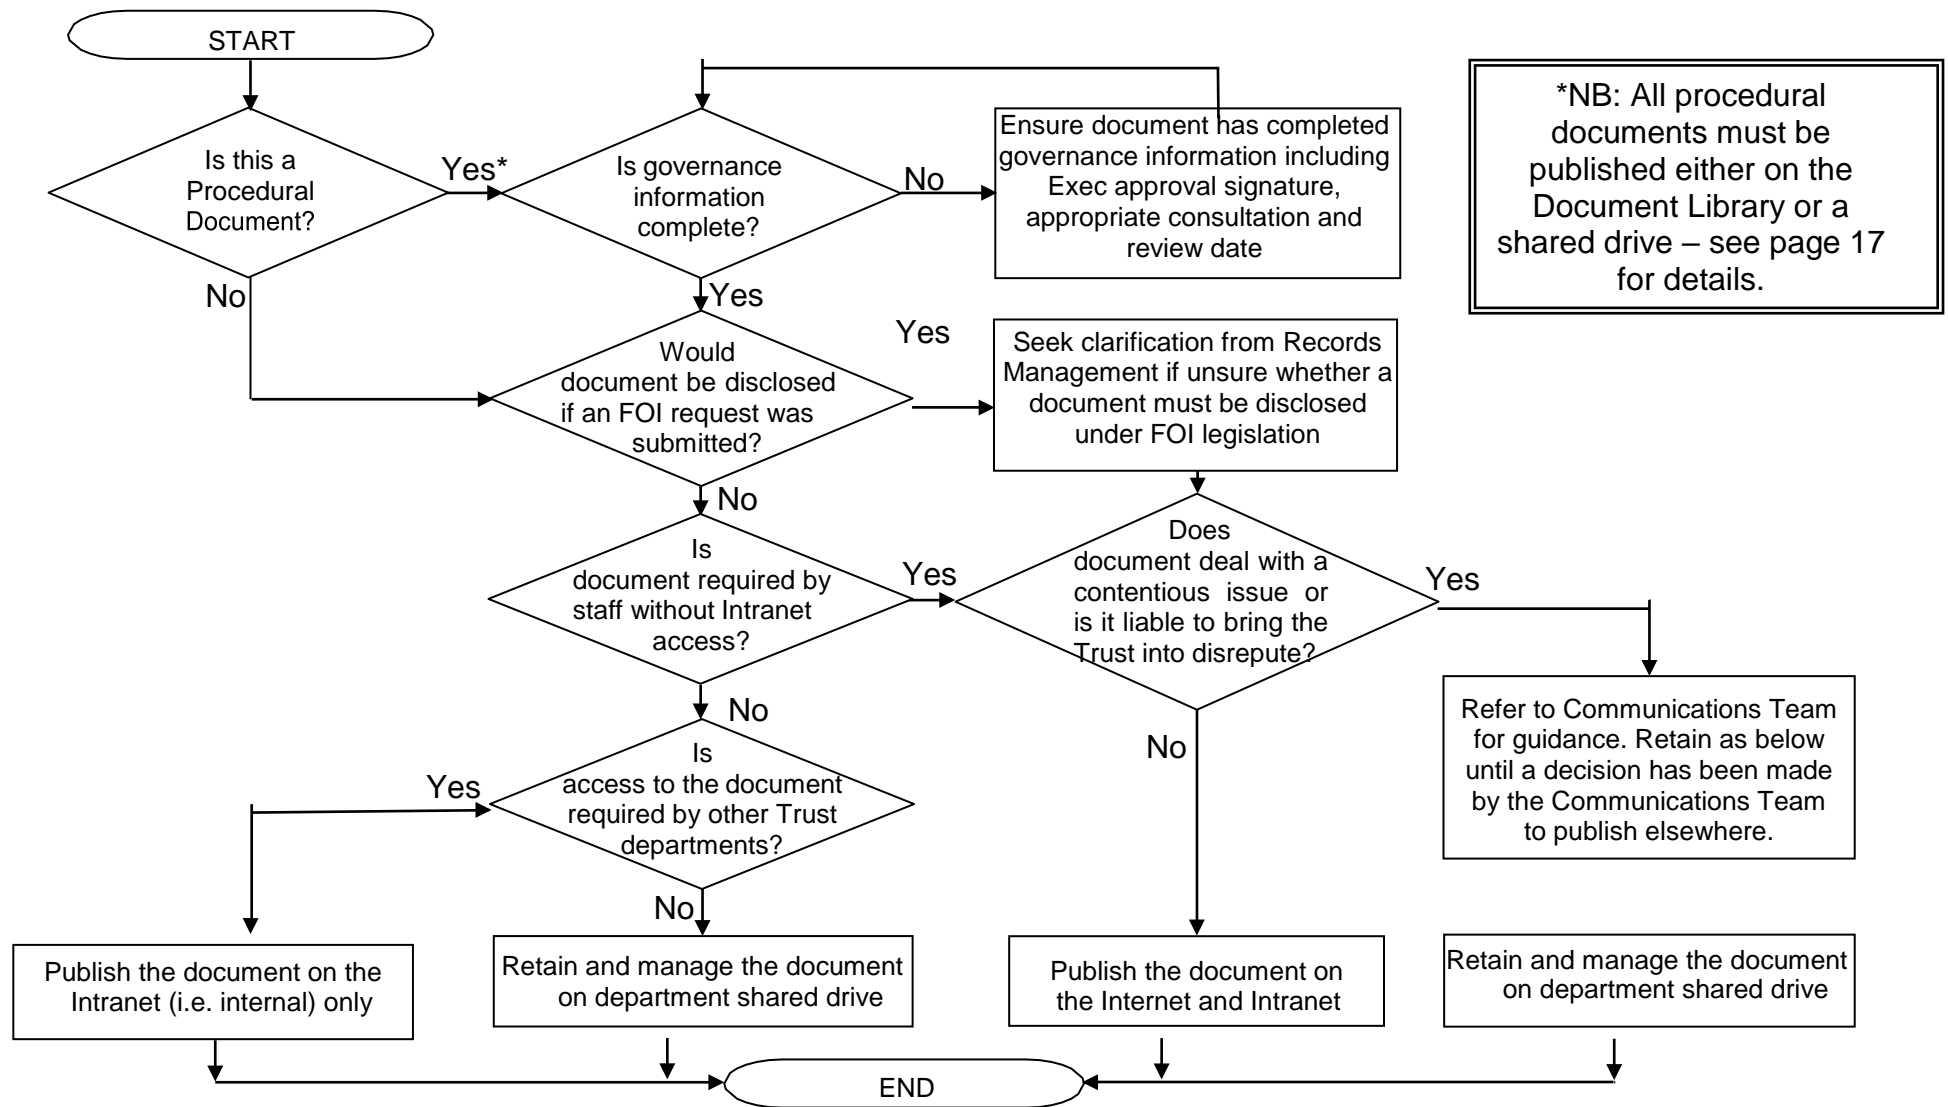 START
Is this a
Procedural
Document?
Yes*
No
Is governance
information
complete?
No
Yes
Ensure document has completed
governance information including
Exec approval signature,
appropriate consultation and
review date
*NB: All procedural
documents must be
published either on the
Document Library or a
shared drive – see page 17
for details.
Would
document be disclosed
if an FOI request was
submitted?
Yes
No
Seek clarification from Records
Management if unsure whether a
document must be disclosed
under FOI legislation
Is
document required by
staff without Intranet
access?
Yes
No
Does
document deal with a
contentious issue or
is it liable to bring the
Trust into disrepute?
Yes
No
Refer to Communications Team
for guidance. Retain as below
until a decision has been made
by the Communications Team
to publish elsewhere.
Is
access to the document
required by other Trust
departments?
Yes
No
Publish the document on the
Intranet (i.e. internal) only
Retain and manage the document
on department shared drive
Publish the document on
the Internet and Intranet
Retain and manage the document
on department shared drive
END